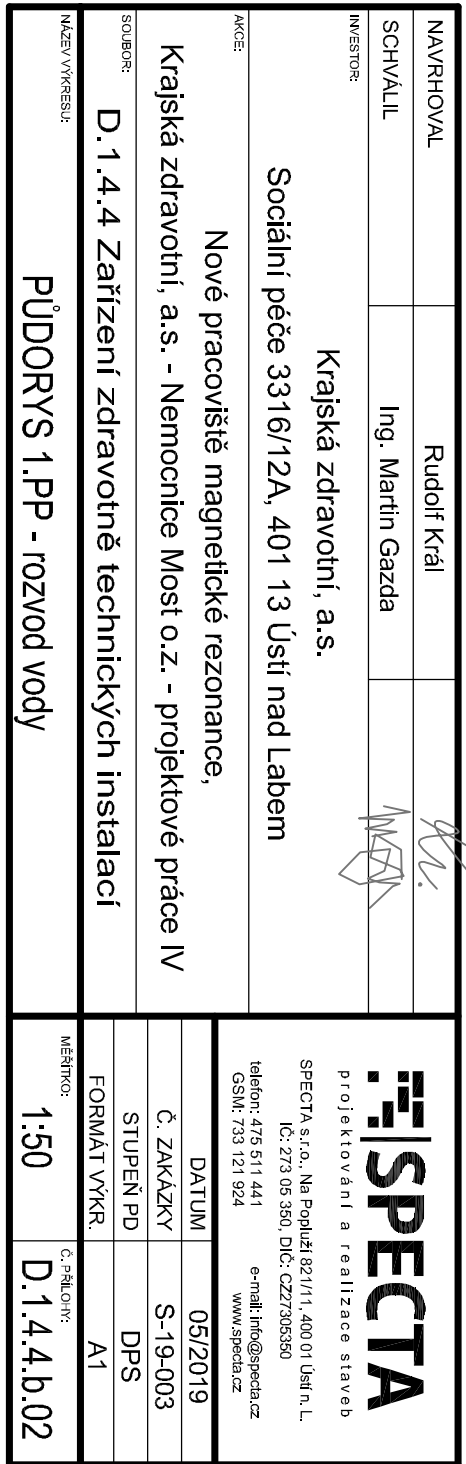 NAVRHOVAL Rudolf Král
SCHVÁLIL Ing. Martin Gazda
INVESTOR:
Krajská zdravotní, a.s.
Sociální péče 3316/12A, 401 13 Ústí nad Labem
AKCE:
Nové pracoviště magnetické rezonance,
Krajská zdravotní, a.s. - Nemocnice Most o.z. - projektové práce IV
SOUBOR:
D.1.4.4 Zařízení zdravotně technických instalací
NÁZEV VÝKRESU:
PŮDORYS 1.PP - rozvod vody
SPECTA
projektování a realizace staveb
SPECTA s.r.o., Na Popluží 821/11, 400 01 Ústí n. L.
IČ: 273 05 350, DIČ: CZ27305350
telefon: 475 511 441 e-mail: info@specta.cz
GSM: 733 121 924 www.specta.cz
DATUM 05/2019
Č. ZAKÁZKY S-19-003
STUPEŇ PD DPS
FORMÁT VÝKR. A1
MĚŘÍTKO:
1:50
Č. PŘÍLOHY:
D.1.4.4.b.02